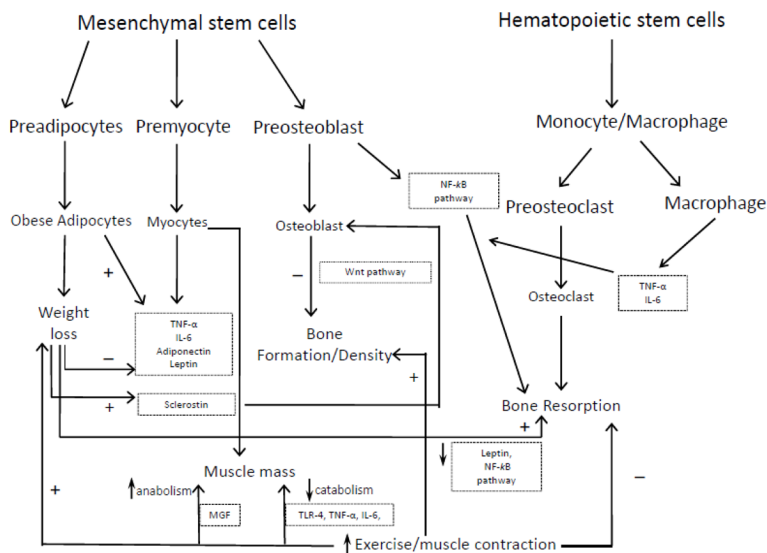 Mesenchymal stem cells
Hematopoietic stem cells
Preadipocytes
Premyocyte
Preosteoblast
Monocyte/Macrophage
NF-kB
pathway
Preosteoclast
Macrophage
Obese Adipocytes
Myocytes
Osteoblast
+
−
Wnt pathway
TNF-α
IL-6
Osteoclast
Weight
loss
TNF-α
IL-6
Adiponectin
Leptin
Bone
Formation/Density
−
+
Sclerostin
+
Bone Resorption
+
Muscle mass
Leptin,
NF-kB
pathway
−
+
anabolism
catabolism
MGF
TLR-4, TNF-α, IL-6,
Exercise/muscle contraction